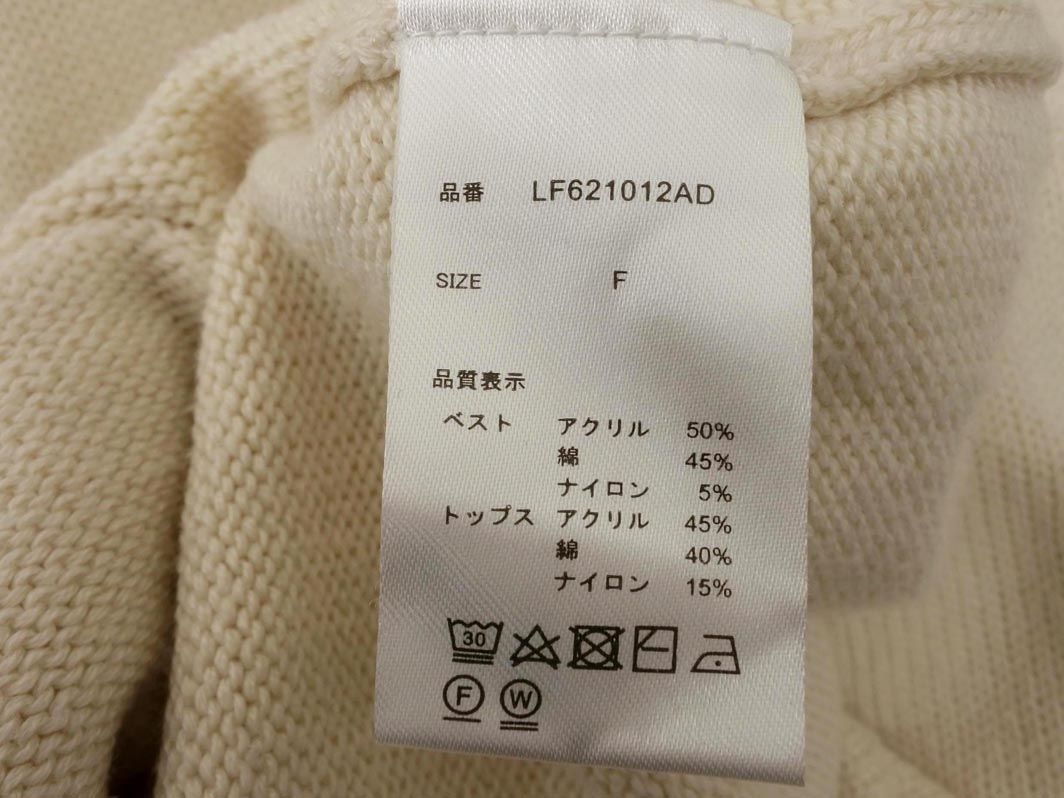 品番 LF621012AD
SIZE F
品質表示
ベスト アクリル 50%
綿 45%
ナイロン 5%
トップス アクリル 45%
綿 40%
ナイロン 15%
30
F W